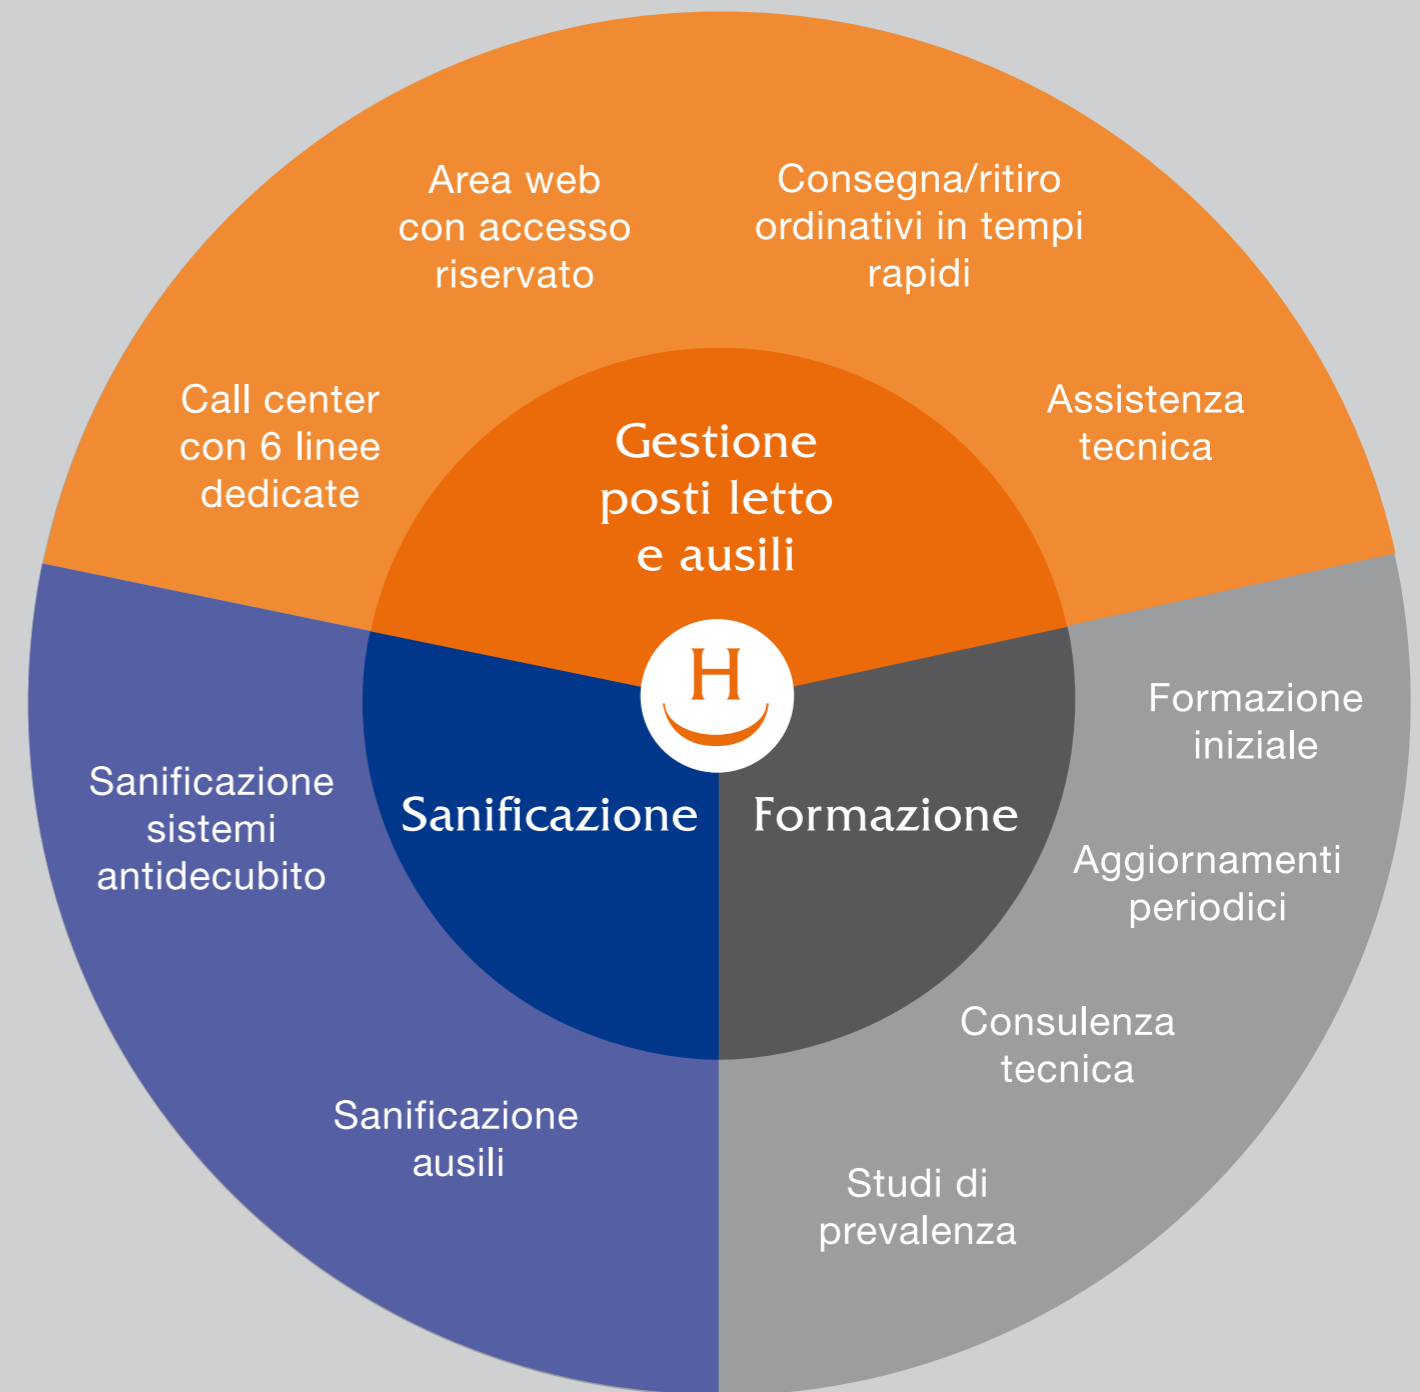 Area web
con accesso
riservato
Consegna/ritiro
ordinativi in tempi
rapidi
Call center
con 6 linee
dedicate
Assistenza
tecnica
Gestione
posti letto
e ausili
H
Sanificazione
Formazione
Formazione
iniziale
Aggiornamenti
periodici
Consulenza
tecnica
Studi di
prevalenza
Sanificazione
sistemi
antidecubito
Sanificazione
ausili